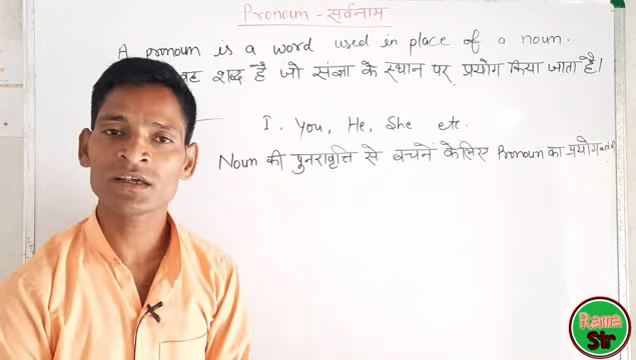 Pronoun - सर्वनाम
A pronoun is a word used in place of a noun.
वह शब्द है जो संज्ञा के स्थान पर प्रयोग किया जाता है।
I, You, He, She etc.
Noun की पुनरावृत्ति से बचने के लिए Pronoun का प्रयोग
Rama
Sir